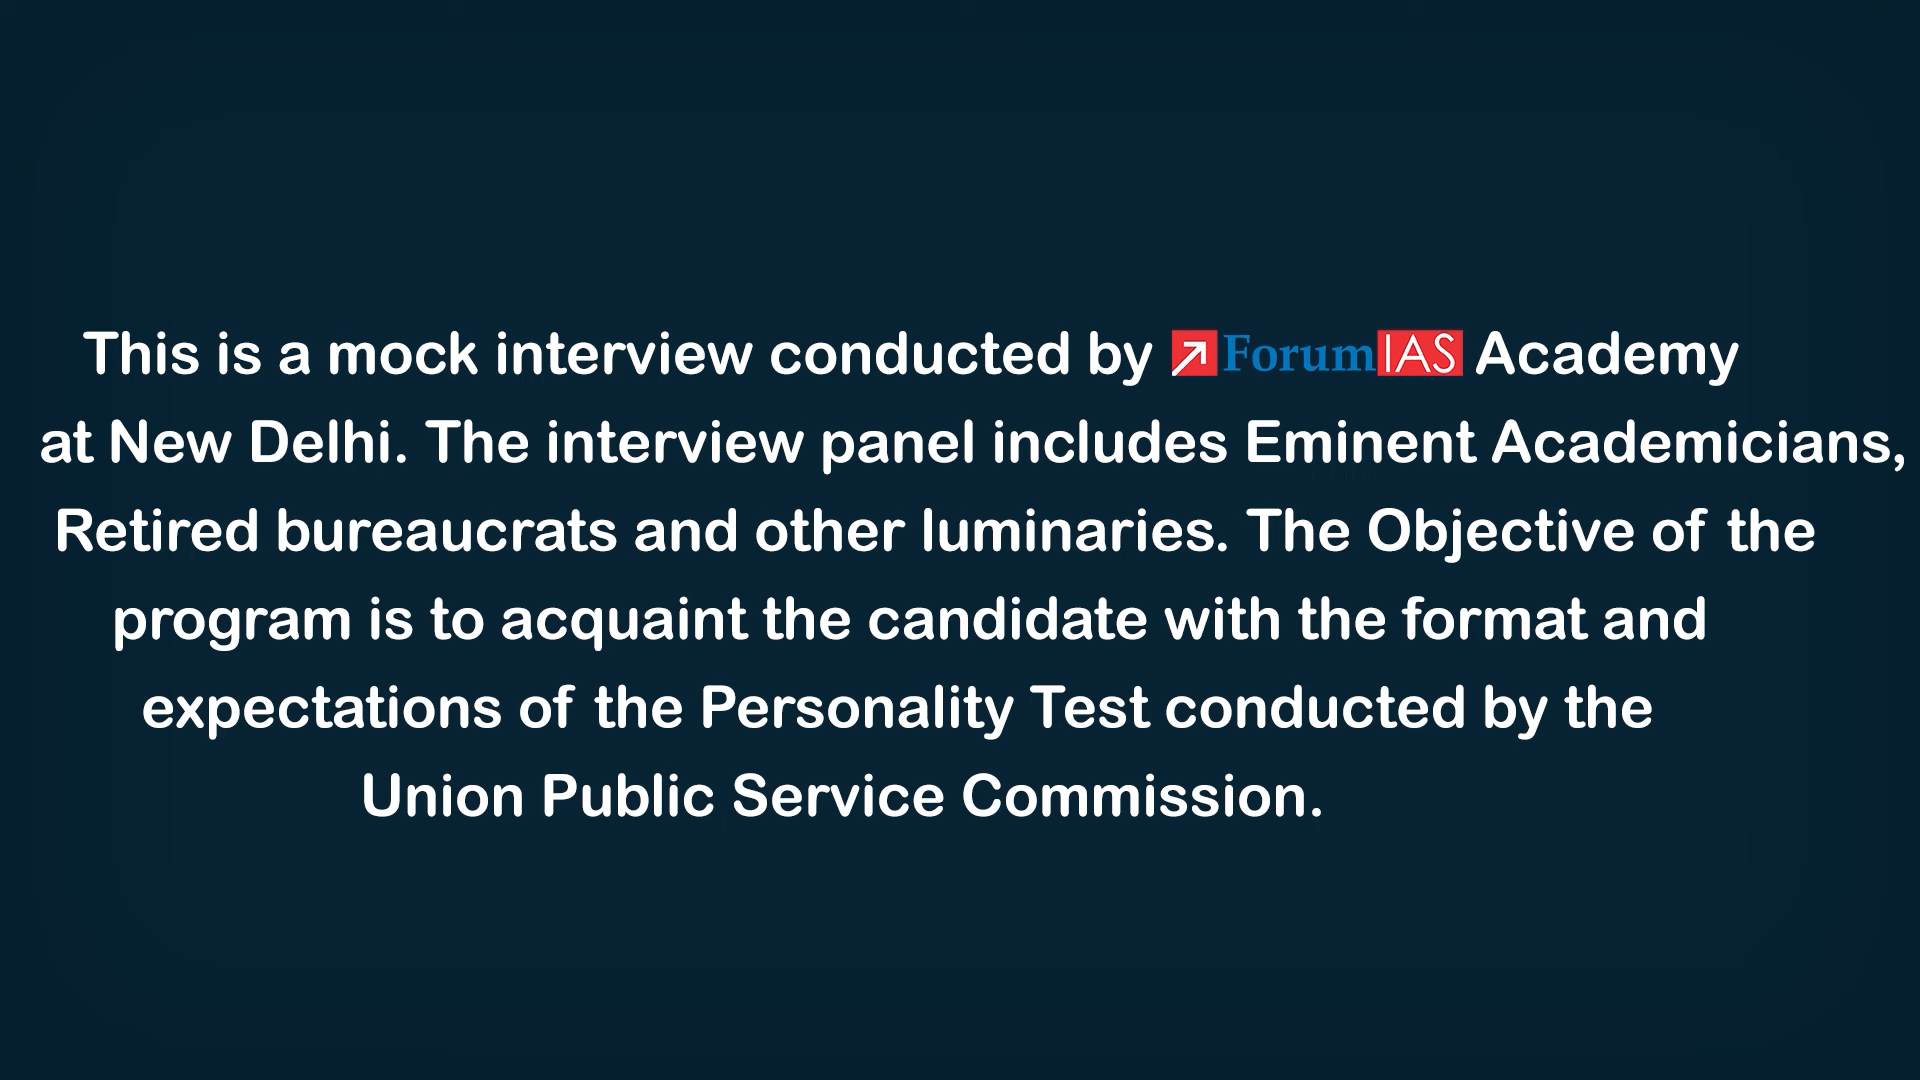 This is a mock interview conducted by ForumIAS Academy
at New Delhi. The interview panel includes Eminent Academicians,
Retired bureaucrats and other luminaries. The Objective of the
program is to acquaint the candidate with the format and
expectations of the Personality Test conducted by the
Union Public Service Commission.